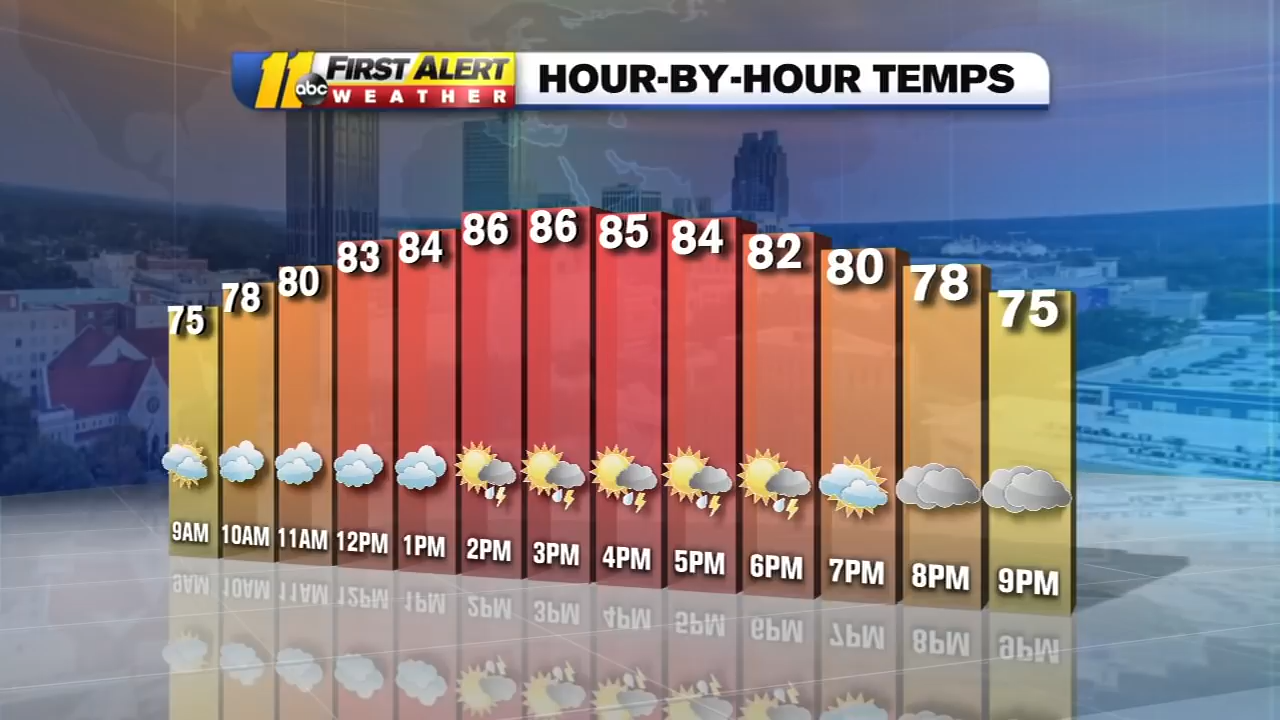 11 abc FIRST ALERT
WEATHER
HOUR-BY-HOUR TEMPS
75 78 80 83 84 86 86 85 84 82 80 78 75
9AM 10AM 11AM 12PM 1PM 2PM 3PM 4PM 5PM 6PM 7PM 8PM 9PM